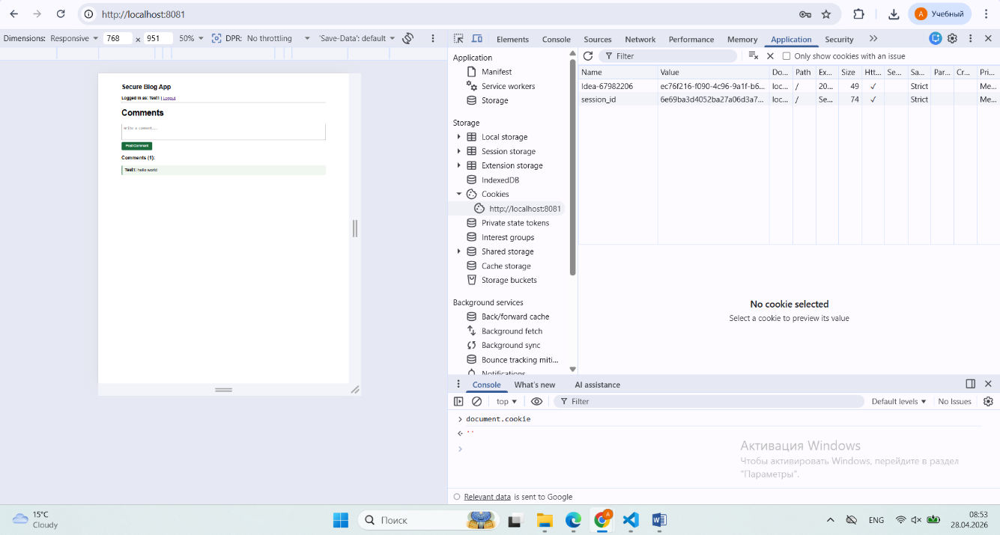 http://localhost:8081
Учебный
Dimensions: Responsive 768 × 951 50% DPR: No throttling 'Save-Data': default
Elements Console Sources Network Performance Memory Application Security
Secure Blog App
Logged in as: Test1 | Logout
Comments
Write a comment...
Post Comment
Comments (1):
Test1: hello world
Application
Manifest
Service workers
Storage
Storage
Local storage
Session storage
Extension storage
IndexedDB
Cookies
http://localhost:8081
Private state tokens
Interest groups
Shared storage
Cache storage
Storage buckets
Background services
Back/forward cache
Background fetch
Background sync
Bounce tracking miti...
Notifications
Filter Only show cookies with an issue
Name Value Do... Path Ex... Size Htt... Se... Sa... Par... Cr... Pri...
Idea-67982206 ec76f216-f090-4c96-9a1f-b6... loc... / 20... 49 ✓ Strict Me...
session_id 6e69ba3d4052ba27a06d3a7... loc... / Se... 74 ✓ Strict Me...
No cookie selected
Select a cookie to preview its value
Console What's new AI assistance
top Filter Default levels No Issues
document.cookie
''
Активация Windows
Чтобы активировать Windows, перейдите в раздел
"Параметры".
Relevant data is sent to Google
15°C
Cloudy
Поиск
ENG
08:53
28.04.2026